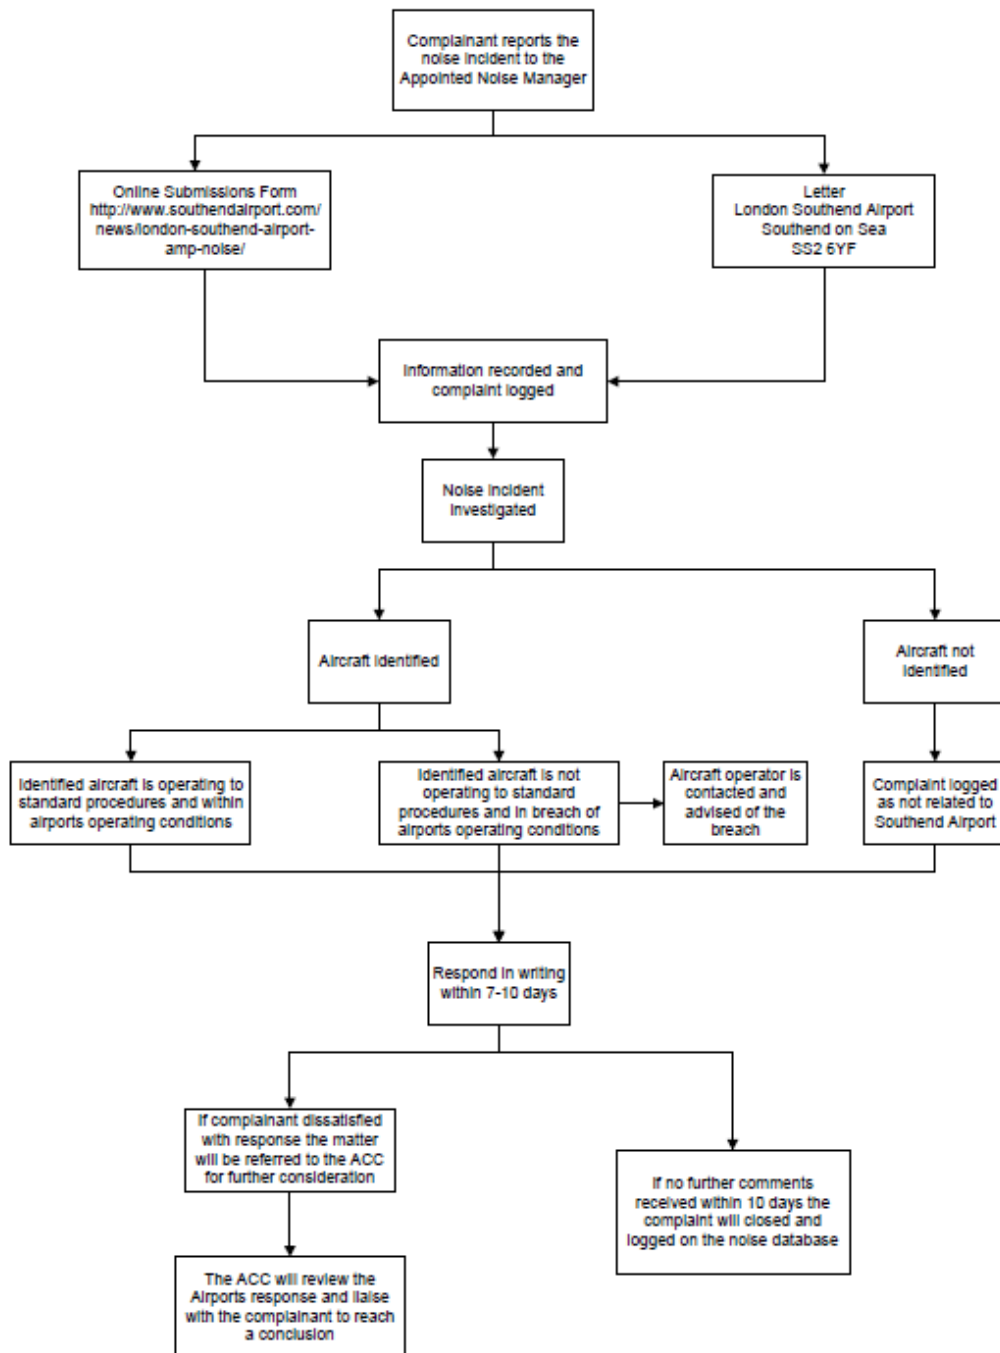 Complainant reports the
noise incident to the
Appointed Noise Manager
Online Submissions Form
http://www.southendairport.com/
news/london-southend-airport-
amp-noise/
Letter
London Southend Airport
Southend on Sea
SS2 6YF
Information recorded and
complaint logged
Noise Incident
Investigated
Aircraft Identified
Aircraft not
Identified
Identified aircraft is operating to
standard procedures and within
airports operating conditions
Identified aircraft is not
operating to standard
procedures and in breach of
airports operating conditions
Aircraft operator is
contacted and
advised of the
breach
Complaint logged
as not related to
Southend Airport
Respond in writing
within 7-10 days
If complainant dissatisfied
with response the matter
will be referred to the ACC
for further consideration
If no further comments
received within 10 days the
complaint will closed and
logged on the noise database
The ACC will review the
Airports response and liaise
with the complainant to reach
a conclusion